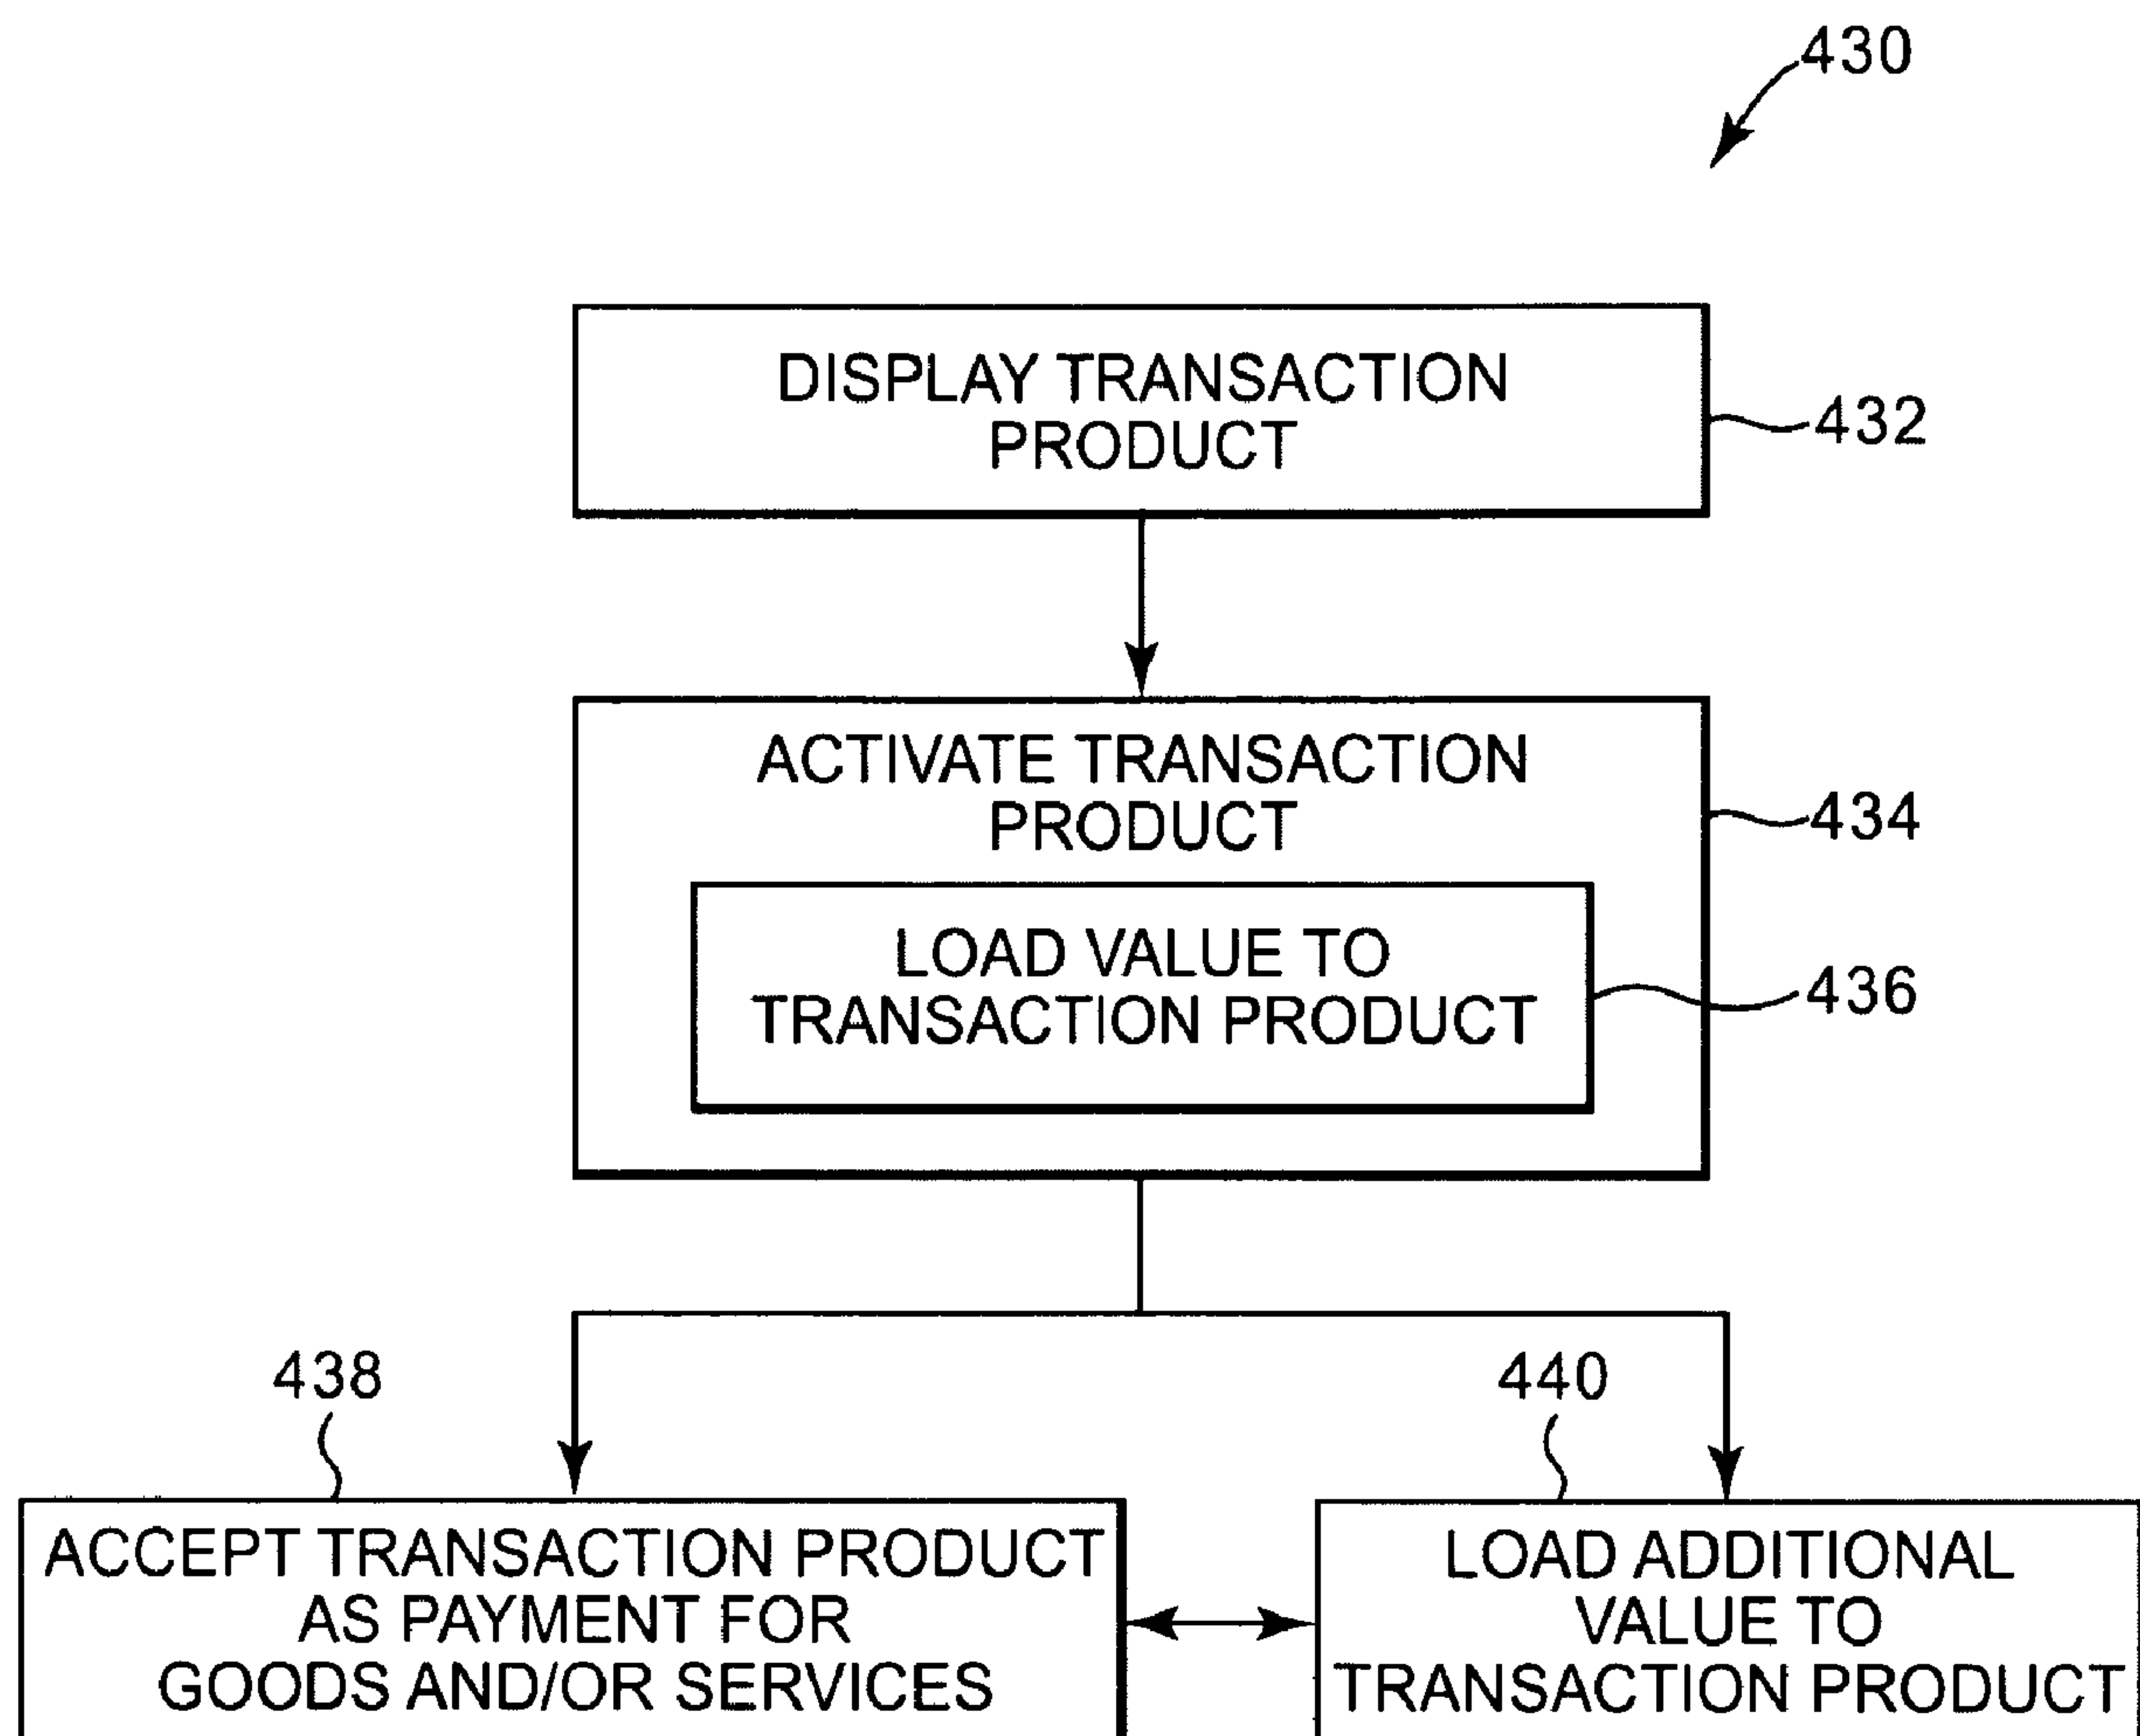 430
DISPLAY TRANSACTION
PRODUCT
432
ACTIVATE TRANSACTION
PRODUCT
434
LOAD VALUE TO
TRANSACTION PRODUCT
436
438
440
ACCEPT TRANSACTION PRODUCT
AS PAYMENT FOR
GOODS AND/OR SERVICES
LOAD ADDITIONAL
VALUE TO
TRANSACTION PRODUCT